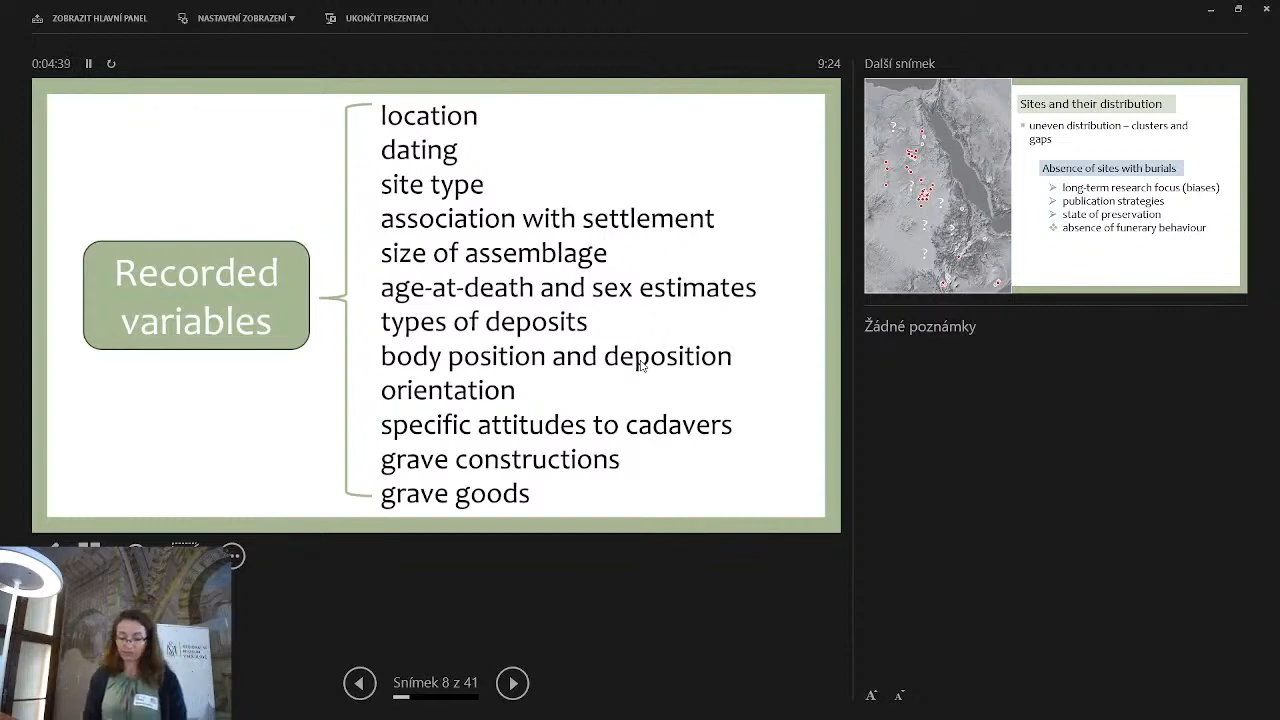 ZOBRAZIT HLAVNÍ PANEL
NASTAVENÍ ZOBRAZENÍ ▼
UKONČIT PREZENTACI
0:04:39
9:24
Recorded
variables
location
dating
site type
association with settlement
size of assemblage
age-at-death and sex estimates
types of deposits
body position and deposition
orientation
specific attitudes to cadavers
grave constructions
grave goods
Další snímek
Sites and their distribution
uneven distribution – clusters and
gaps
Absence of sites with burials
long-term research focus (biases)
publication strategies
state of preservation
absence of funerary behaviour
? ? ? ? ? ?
Žádné poznámky
Snímek 8 z 41
A A